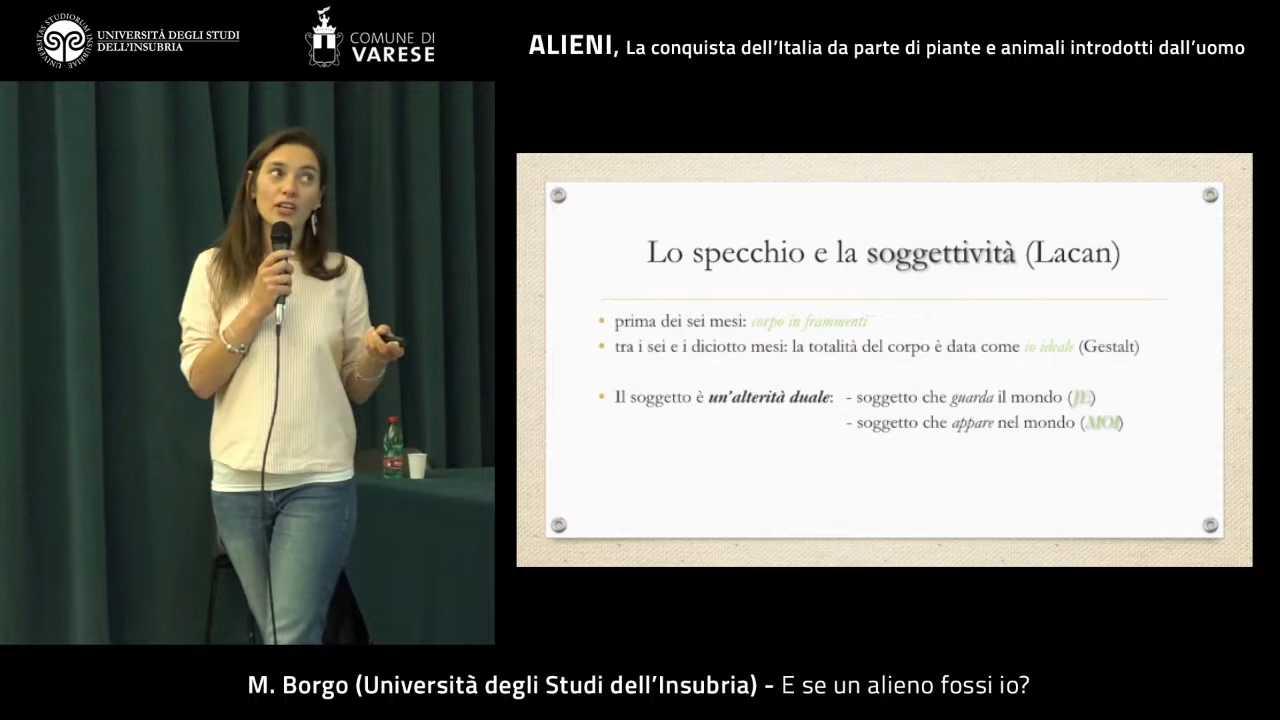 UNIVERSITÀ DEGLI STUDI
DELL'INSUBRIA
COMUNE DI
VARESE
ALIENI, La conquista dell'Italia da parte di piante e animali introdotti dall'uomo
Lo specchio e la soggettività (Lacan)
• prima dei sei mesi: corpo in frammenti
• tra i sei e i diciotto mesi: la totalità del corpo è data come io ideale (Gestalt)
• Il soggetto è un'alterità duale: - soggetto che guarda il mondo (JE)
- soggetto che appare nel mondo (MOI)
M. Borgo (Università degli Studi dell'Insubria) - E se un alieno fossi io?